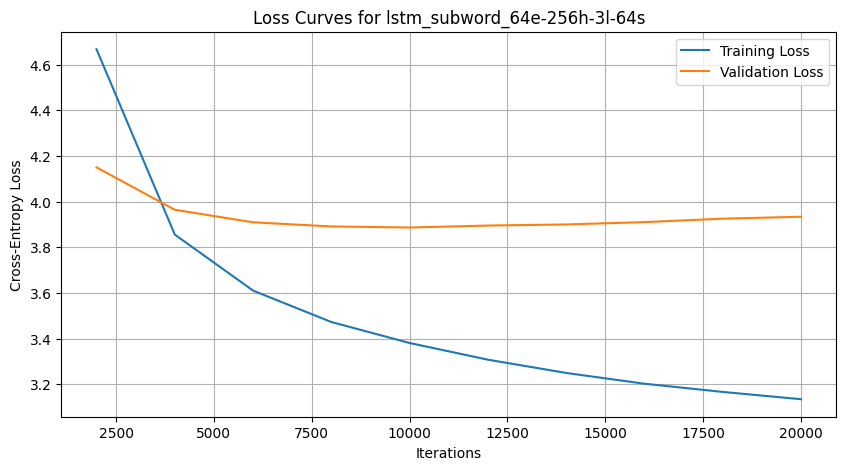 Loss Curves for lstm_subword_64e-256h-3l-64s
Training Loss
Validation Loss
Cross-Entropy Loss
4.6
4.4
4.2
4.0
3.8
3.6
3.4
3.2
2500 5000 7500 10000 12500 15000 17500 20000
Iterations